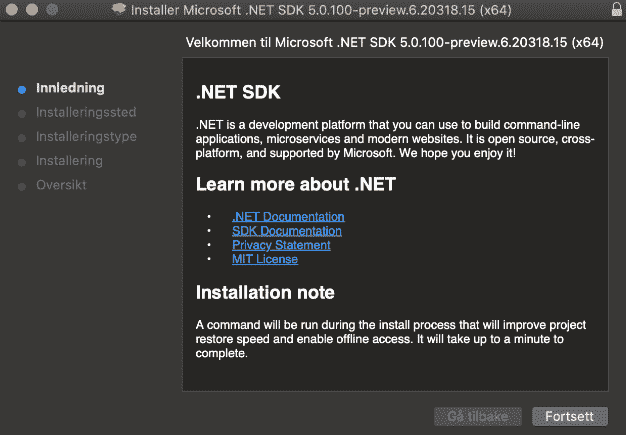 Installer Microsoft .NET SDK 5.0.100-preview.6.20318.15 (x64)
Velkommen til Microsoft .NET SDK 5.0.100-preview.6.20318.15 (x64)
Innledning
Installeringssted
Installeringstype
Installering
Oversikt
.NET SDK
.NET is a development platform that you can use to build command-line
applications, microservices and modern websites. It is open source, cross-
platform, and supported by Microsoft. We hope you enjoy it!
Learn more about .NET
• .NET Documentation
• SDK Documentation
• Privacy Statement
• MIT License
Installation note
A command will be run during the install process that will improve project
restore speed and enable offline access. It will take up to a minute to
complete.
Gå tilbake
Fortsett